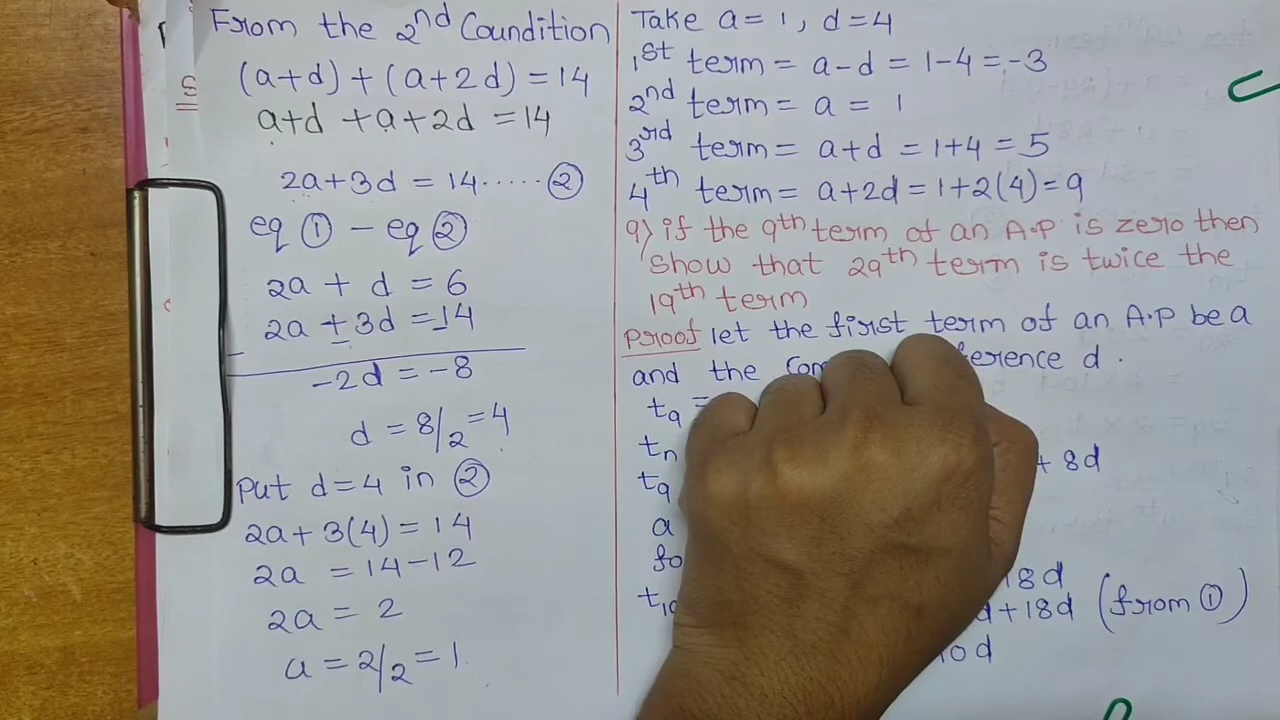 From the 2nd Coundition
(a+d) + (a+2d) = 14
a+d +a+2d = 14
2a+3d = 14 ..... ②
eq ① - eq ②
2a + d = 6
2a + 3d = 14
-2d = -8
d = 8/2 = 4
Put d=4 in ②
2a+3(4) = 14
2a = 14-12
2a = 2
a = 2/2 = 1
Take a=1, d=4
1st term = a-d = 1-4 = -3
2nd term = a = 1
3rd term = a+d = 1+4 = 5
4th term = a+2d = 1+2(4) = 9
9) if the 9th term of an A.P is zero then
show that 29th term is twice the
19th term
Proof let the first term of an A.P be a
and the d.
t9 =
tn + 8d
t9
a
18d
d+18d (from ①)
10d
S